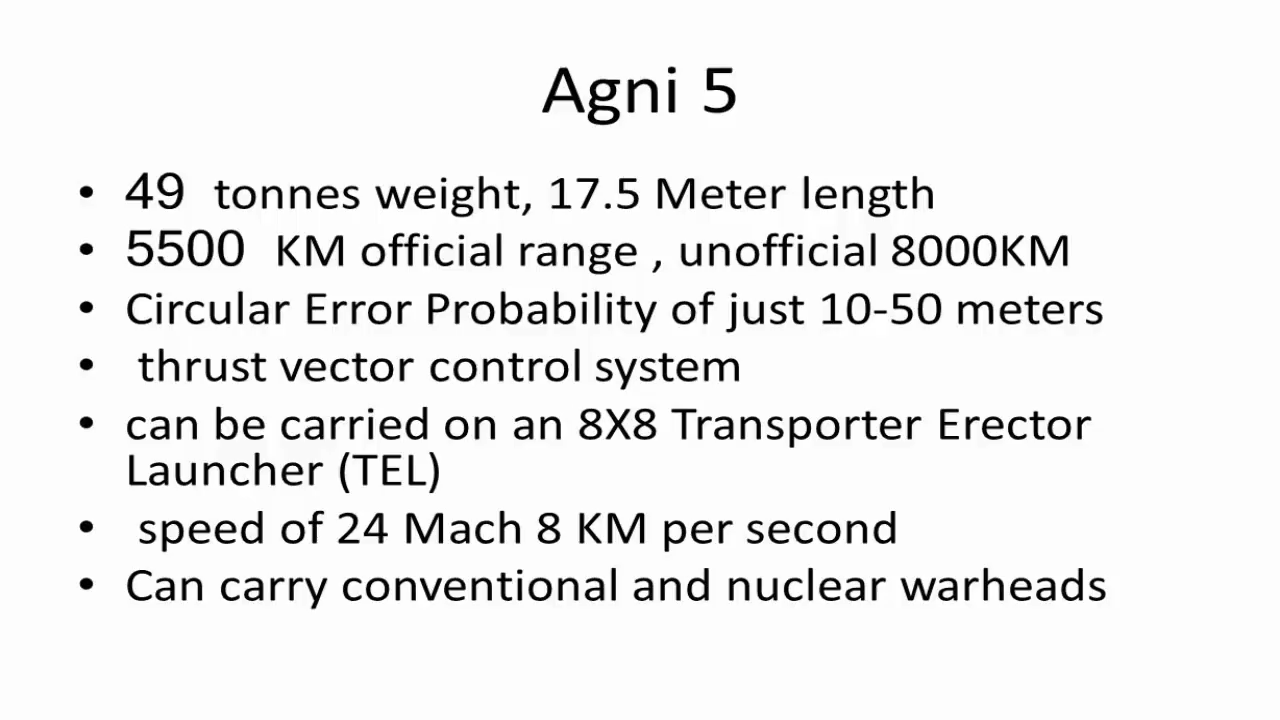 Agni 5
• 49 tonnes weight, 17.5 Meter length
• 5500 KM official range , unofficial 8000KM
• Circular Error Probability of just 10-50 meters
• thrust vector control system
• can be carried on an 8X8 Transporter Erector
Launcher (TEL)
• speed of 24 Mach 8 KM per second
• Can carry conventional and nuclear warheads